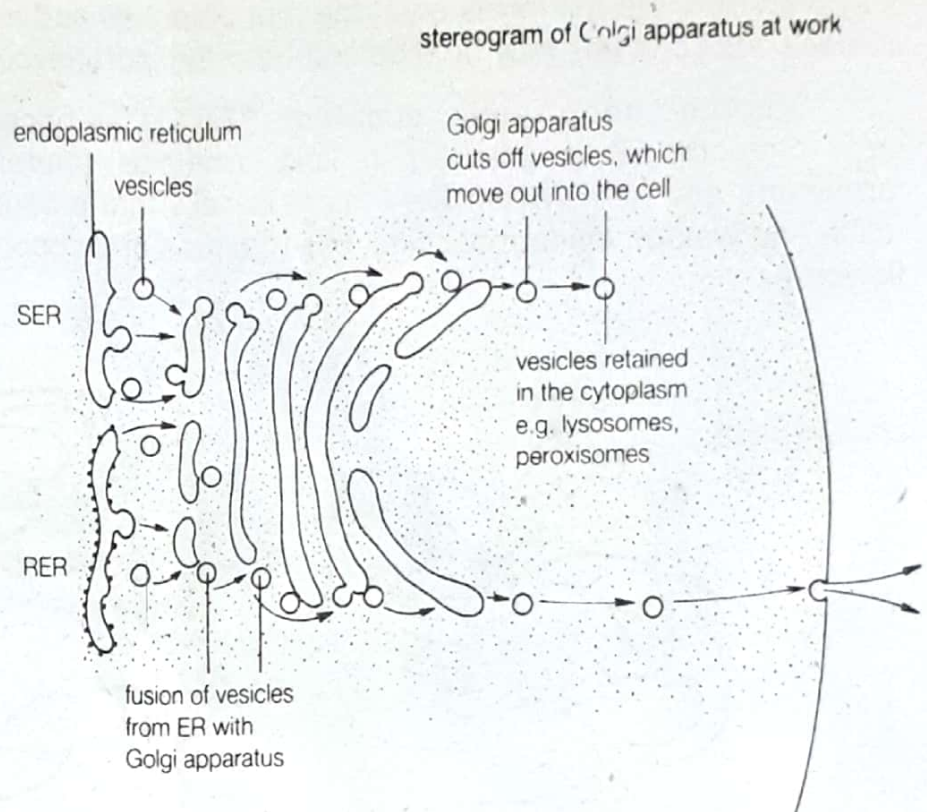 stereogram of Golgi apparatus at work
endoplasmic reticulum
vesicles
Golgi apparatus
cuts off vesicles, which
move out into the cell
SER
vesicles retained
in the cytoplasm
e.g. lysosomes,
peroxisomes
RER
fusion of vesicles
from ER with
Golgi apparatus